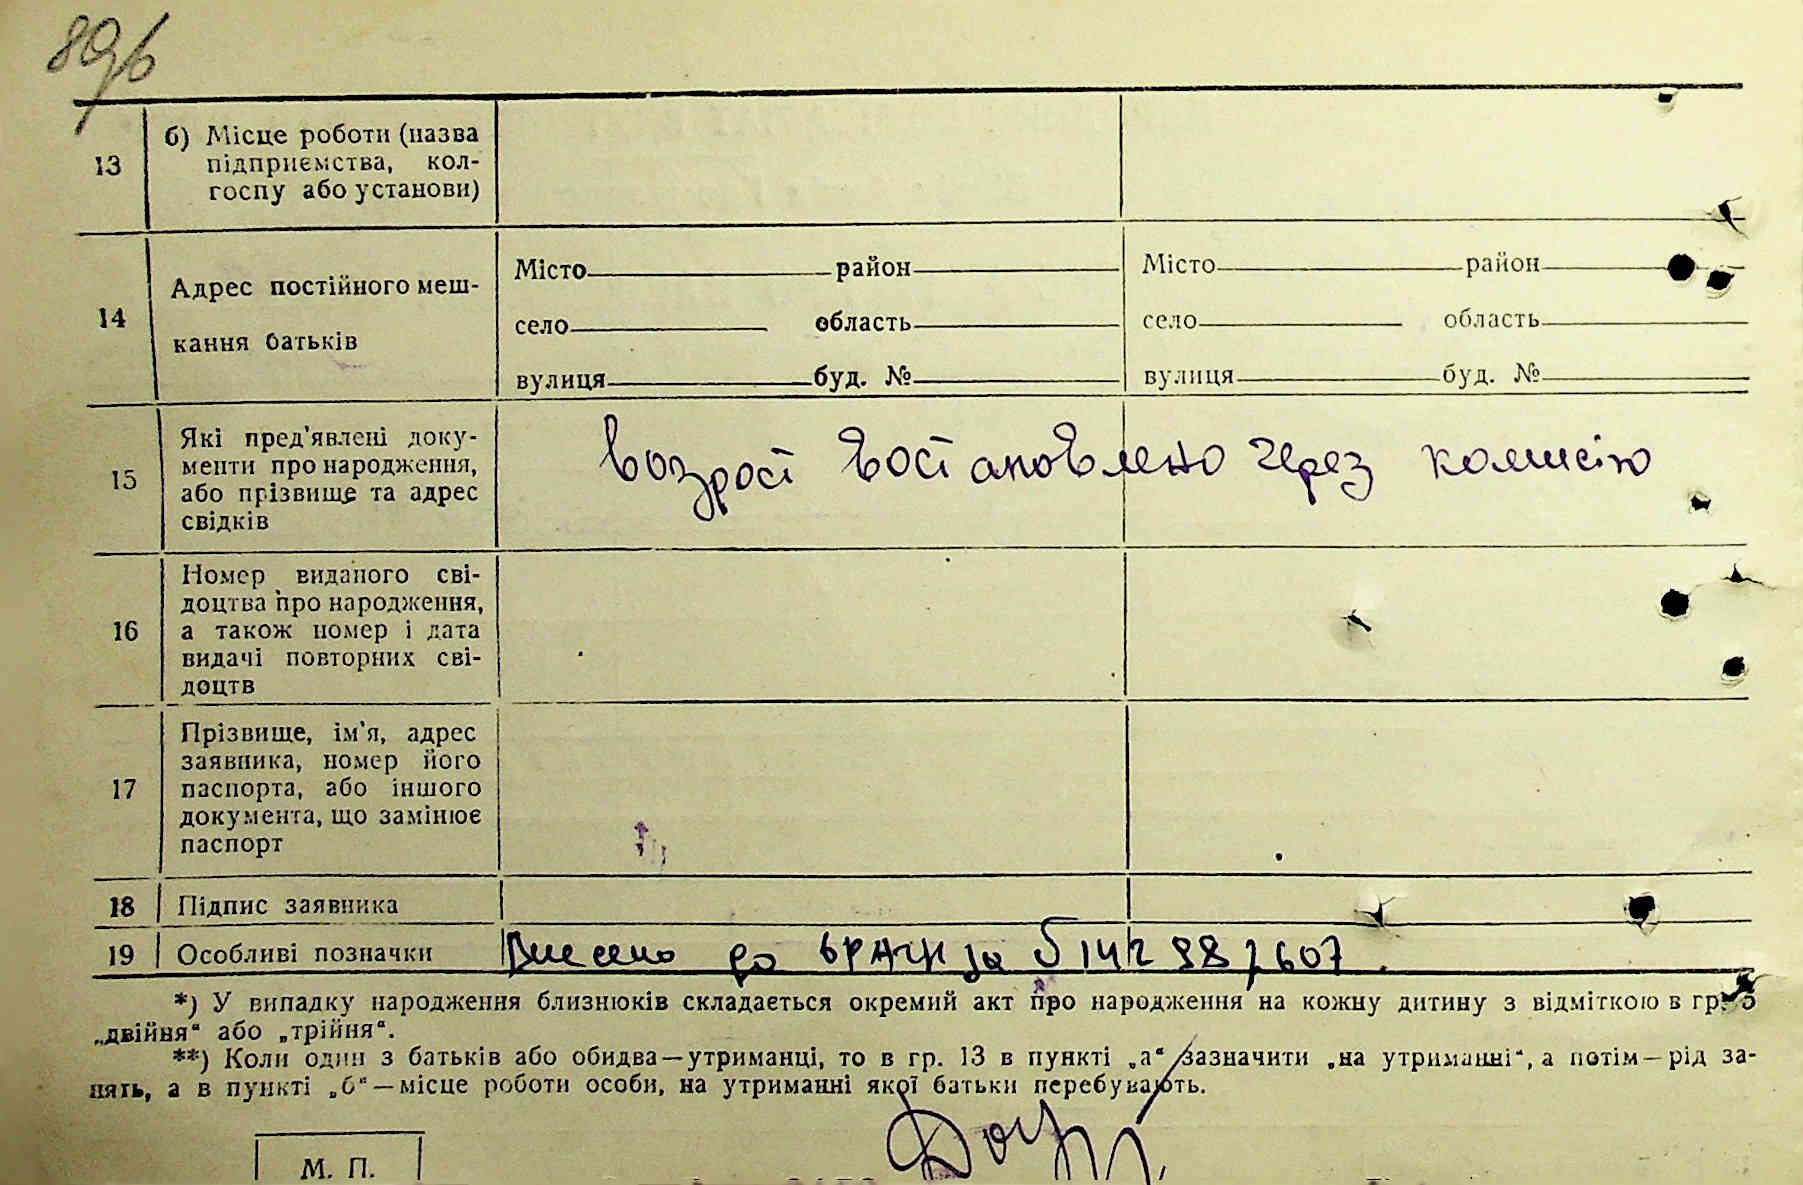 13
б) Місце роботи (назва
підприємства, кол-
госпу або установи)
14
Адрес постійного меш-
кання батьків
Місто район Місто район
село область село область
вулиця буд. № вулиця буд. №
15
Які пред'явлені доку-
менти про народження,
або прізвище та адрес
свідків
возрост востановлено через комисію
16
Номер виданого сві-
доцтва про народження,
а також номер і дата
видачі повторних сві-
доцтв
17
Прізвище, ім'я, адрес
заявника, номер його
паспорта, або іншого
документа, що замінює
паспорт
18 Підпис заявника
19 Особливі позначки Внесено до ВРАЦГ за
*) У випадку народження близнюків складається окремий акт про народження на кожну дитину з відміткою в гр. 5
„двійня“ або „трійня“.
**) Коли один з батьків або обидва—утриманці, то в гр. 13 в пункті „а“ зазначити „на утриманні“, а потім—рід за-
нять, а в пункті „б“—місце роботи особи, на утриманні якої батьки перебувають.
М. П.